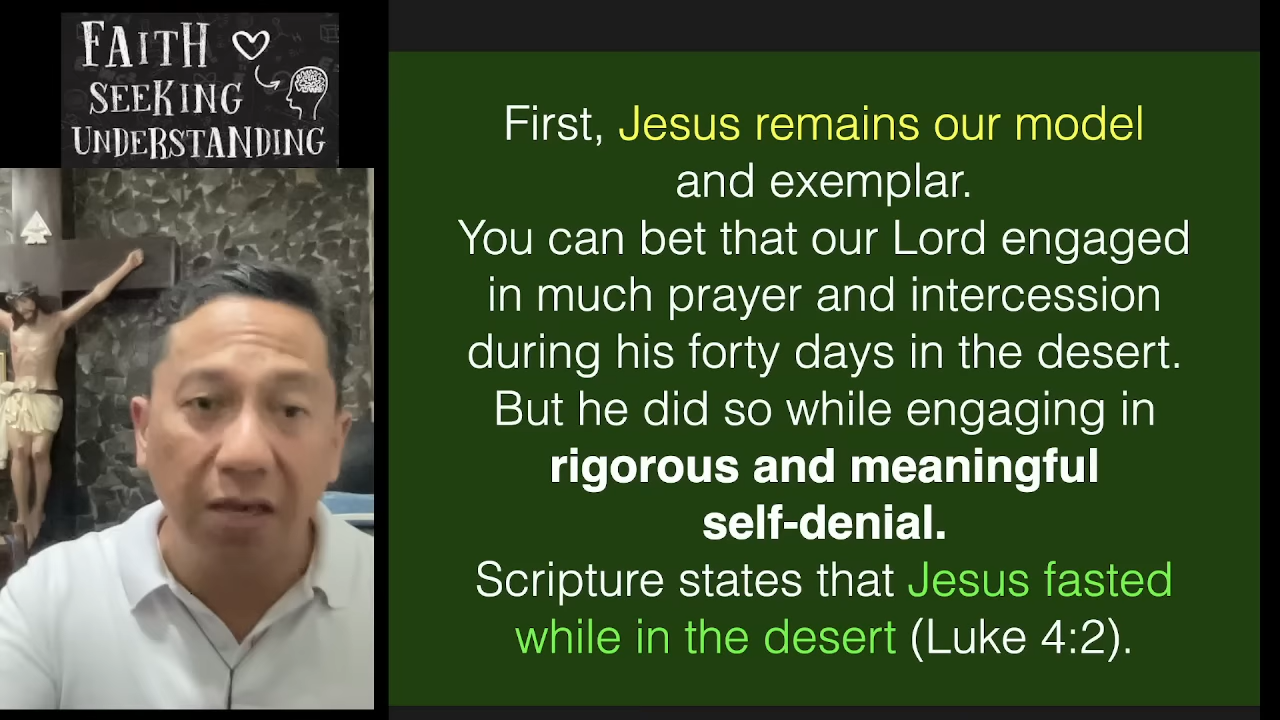 FAITH
SEEKING
UNDERSTANDING
First, Jesus remains our model
and exemplar.
You can bet that our Lord engaged
in much prayer and intercession
during his forty days in the desert.
But he did so while engaging in
rigorous and meaningful
self-denial.
Scripture states that Jesus fasted
while in the desert (Luke 4:2).